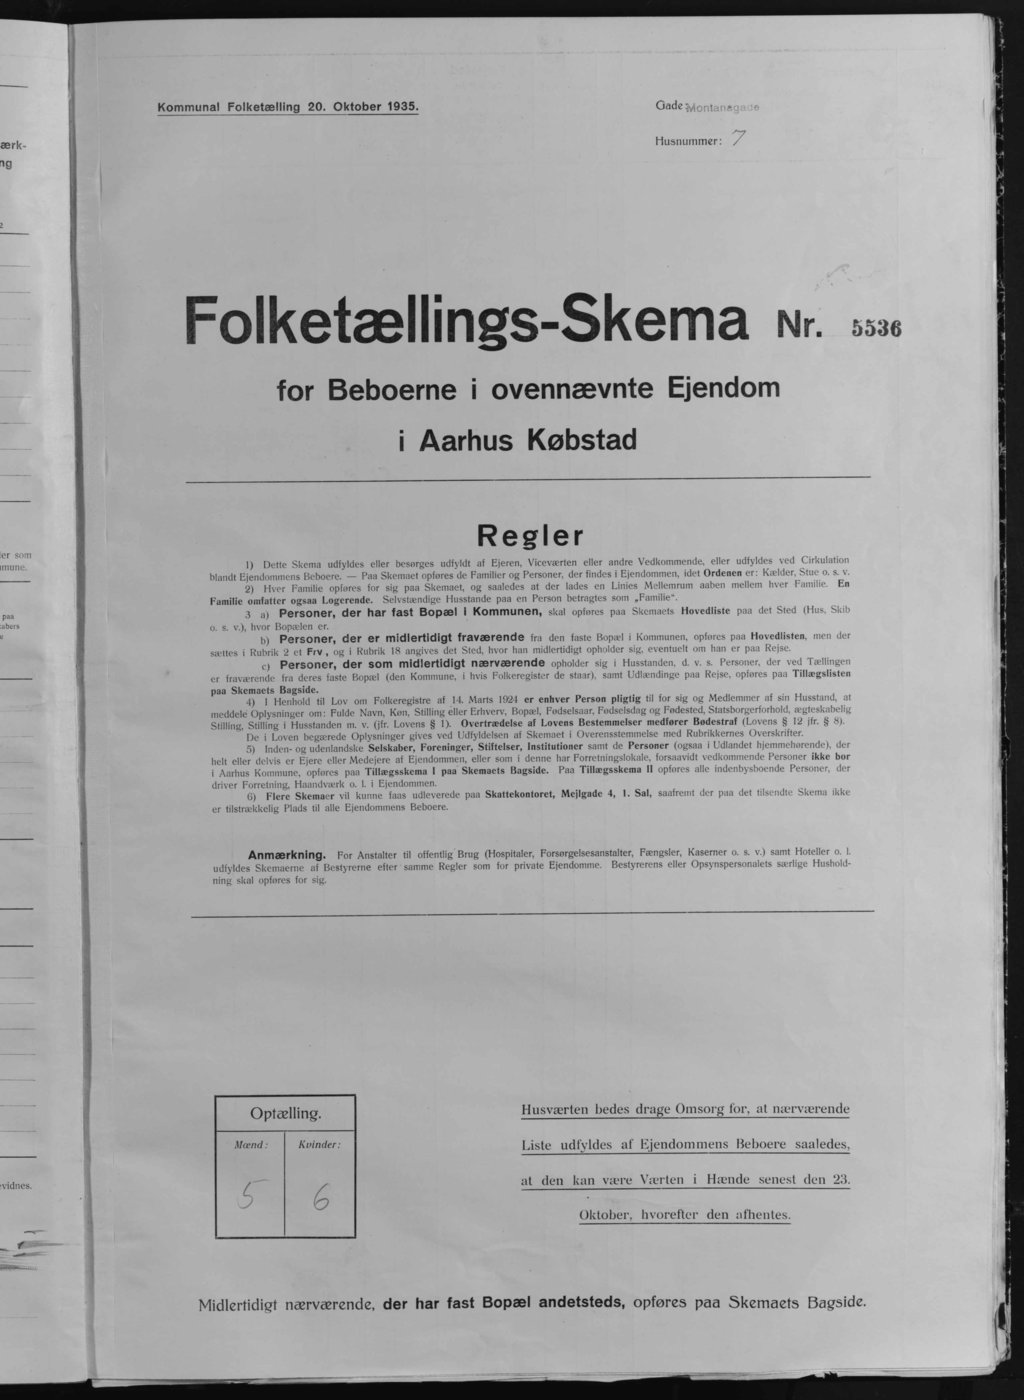 Kommunal Folketælling 20. Oktober 1935.
Gade: Montanagade
Husnummer: 7
Folketællings-Skema Nr. 5536
for Beboerne i ovennævnte Ejendom
i Aarhus Købstad
Regler
1) Dette Skema udfyldes eller besørges udfyldt af Ejeren, Viceværten eller andre Vedkommende, eller udfyldes ved Cirkulation
blandt Ejendommens Beboere. — Paa Skemaet opføres de Familier og Personer, der findes i Ejendommen, idet Ordenen er: Kælder, Stue o. s. v.
2) Hver Familie opføres for sig paa Skemaet, og saaledes at der lades en Linies Mellemrum aaben mellem hver Familie. En
Familie omfatter ogsaa Logerende. Selvstændige Husstande paa en Person betragtes som „Familie“.
3 a) Personer, der har fast Bopæl i Kommunen, skal opføres paa Skemaets Hovedliste paa det Sted (Hus, Skib
o. s. v.), hvor Bopælen er.
b) Personer, der er midlertidigt fraværende fra den faste Bopæl i Kommunen, opføres paa Hovedlisten, men der
sættes i Rubrik 2 et Frv, og i Rubrik 18 angives det Sted, hvor han midlertidigt opholder sig, eventuelt om han er paa Rejse.
c) Personer, der som midlertidigt nærværende opholder sig i Husstanden, d. v. s. Personer, der ved Tællingen
er fraværende fra deres faste Bopæl (den Kommune, i hvis Folkeregister de staar), samt Udlændinge paa Rejse, opføres paa Tillægslisten
paa Skemaets Bagside.
4) I Henhold til Lov om Folkeregistre af 14. Marts 1924 er enhver Person pligtig til for sig og Medlemmer af sin Husstand, at
meddele Oplysninger om: Fulde Navn, Køn, Stilling eller Erhverv, Bopæl, Fødselsaar, Fødselsdag og Fødested, Statsborgerforhold, ægteskabelig
Stilling, Stilling i Husstanden m. v. (jfr. Lovens § 1). Overtrædelse af Lovens Bestemmelser medfører Bødestraf (Lovens § 12 jfr. § 8).
De i Loven begærede Oplysninger gives ved Udfyldelsen af Skemaet i Overensstemmelse med Rubrikkernes Overskrifter.
5) Inden- og udenlandske Selskaber, Foreninger, Stiftelser, Institutioner samt de Personer (ogsaa i Udlandet hjemmehørende), der
helt eller delvis er Ejere eller Medejere af Ejendommen, eller som i denne har Forretningslokale, forsaavidt vedkommende Personer ikke bor
i Aarhus Kommune, opføres paa Tillægsskema I paa Skemaets Bagside. Paa Tillægsskema II opføres alle indenbysboende Personer, der
driver Forretning, Haandværk o. l. i Ejendommen.
6) Flere Skemaer vil kunne faas udleverede paa Skattekontoret, Mejlgade 4, 1. Sal, saafremt der paa det tilsendte Skema ikke
er tilstrækkelig Plads til alle Ejendommens Beboere.
Anmærkning. For Anstalter til offentlig Brug (Hospitaler, Forsørgelsesanstalter, Fængsler, Kaserner o. s. v.) samt Hoteller o. l.
udfyldes Skemaerne af Bestyrerne efter samme Regler som for private Ejendomme. Bestyrerens eller Opsynspersonalets særlige Hushold-
ning skal opføres for sig.
Optælling.
Mænd: Kvinder:
5 6
Husværten bedes drage Omsorg for, at nærværende
Liste udfyldes af Ejendommens Beboere saaledes,
at den kan være Værten i Hænde senest den 23.
Oktober, hvorefter den afhentes.
Midlertidigt nærværende, der har fast Bopæl andetsteds, opføres paa Skemaets Bagside.